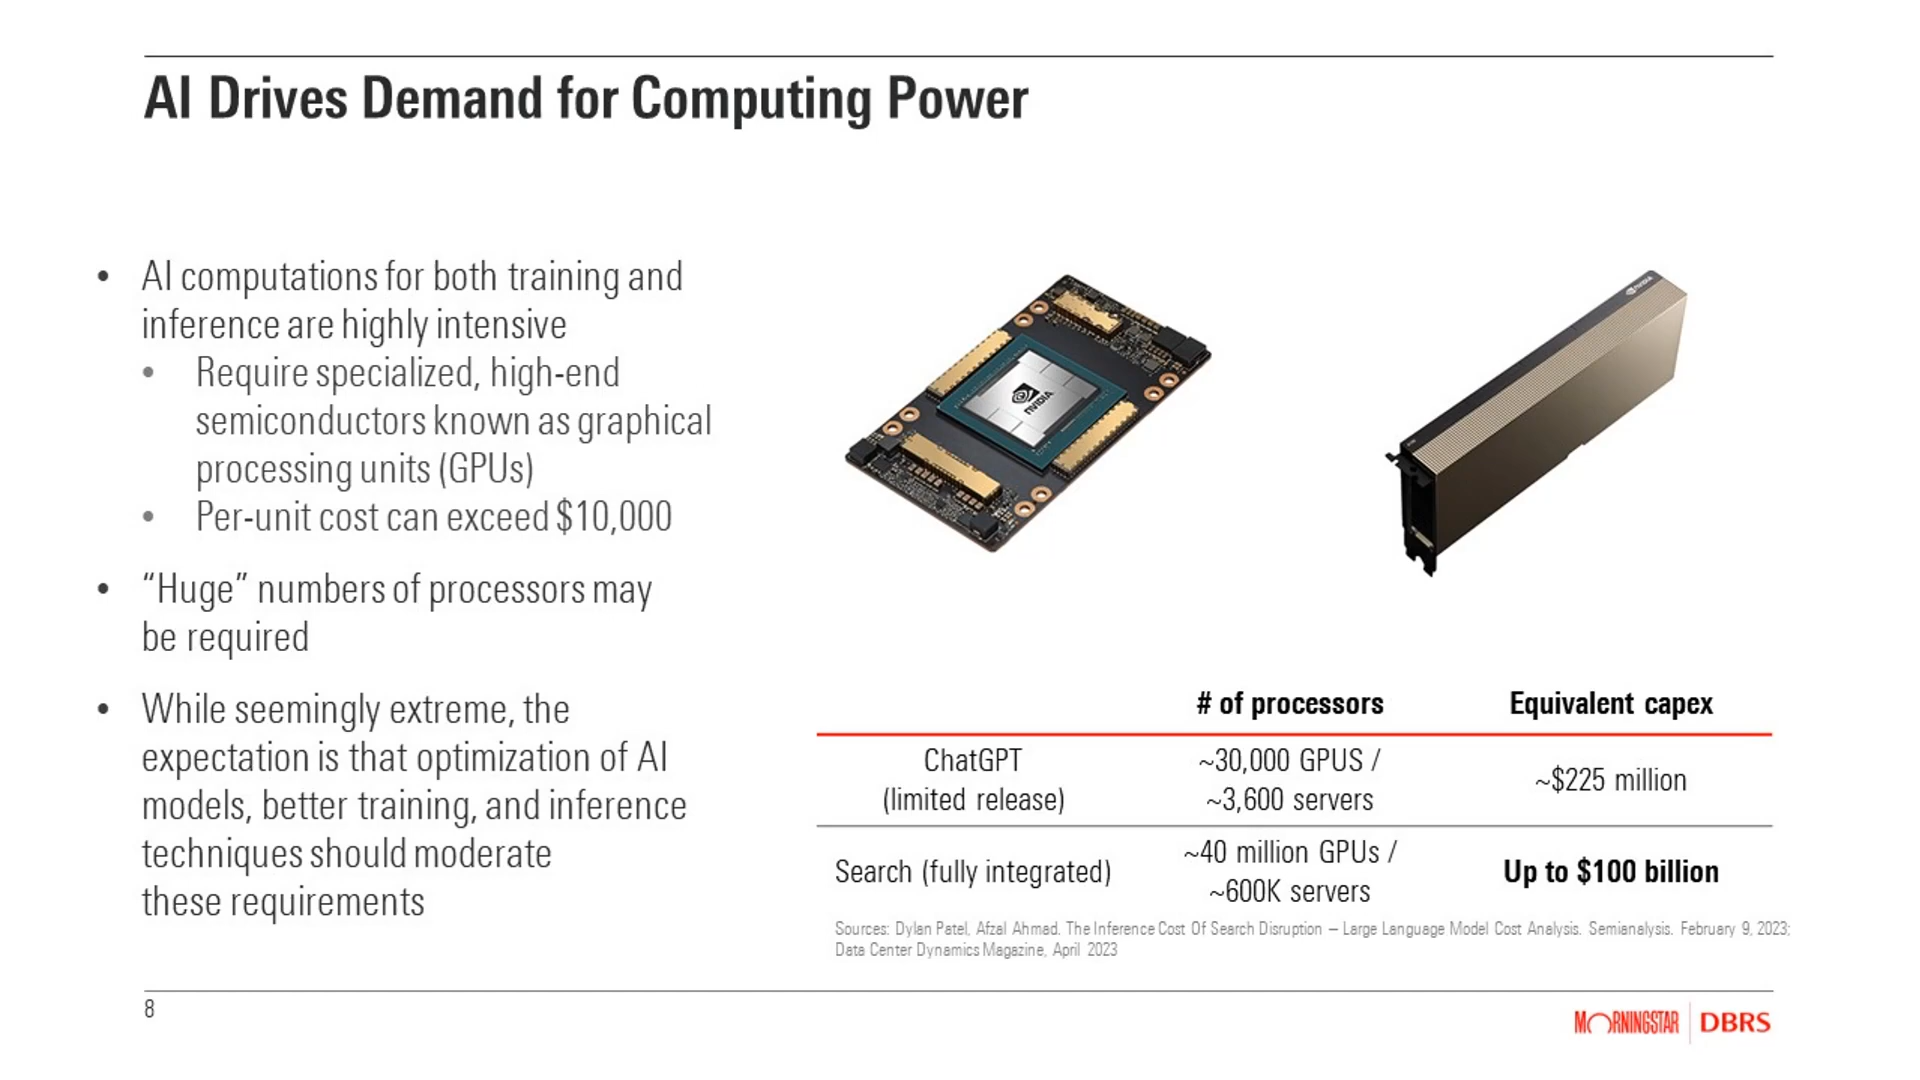 AI Drives Demand for Computing Power
• AI computations for both training and
inference are highly intensive
• Require specialized, high-end
semiconductors known as graphical
processing units (GPUs)
• Per-unit cost can exceed $10,000
• “Huge” numbers of processors may
be required
• While seemingly extreme, the
expectation is that optimization of AI
models, better training, and inference
techniques should moderate
these requirements
NVIDIA
NVIDIA
# of processors Equivalent capex
ChatGPT
(limited release)
~30,000 GPUS /
~3,600 servers
~$225 million
Search (fully integrated)
~40 million GPUs /
~600K servers
Up to $100 billion
Sources: Dylan Patel, Afzal Ahmad. The Inference Cost Of Search Disruption – Large Language Model Cost Analysis. Semianalysis. February 9, 2023;
Data Center Dynamics Magazine, April 2023
8
MORNINGSTAR | DBRS